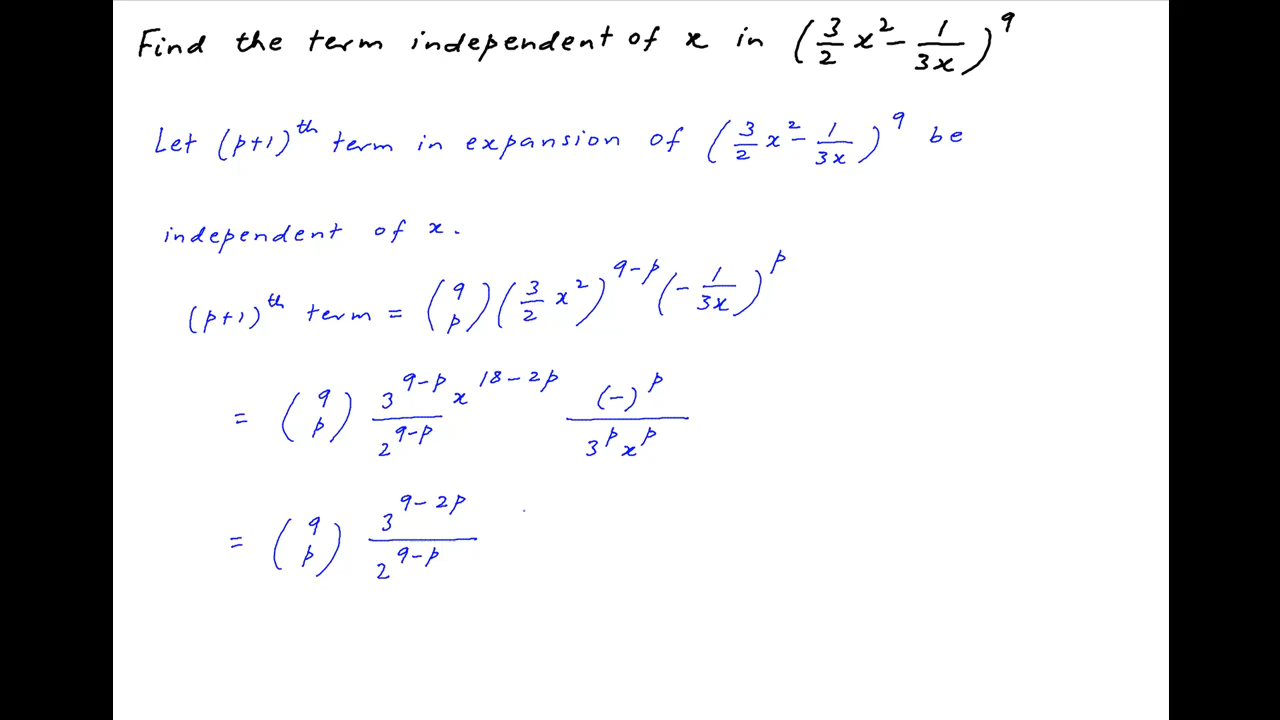 Find the term independent of x in (3/2 x² - 1/3x)⁹
Let (p+1)ᵗʰ term in expansion of (3/2 x² - 1/3x)⁹ be
independent of x.
(p+1)ᵗʰ term = (9 p) (3/2 x²)^(9-p) (- 1/3x)^p
= (9 p) 3^(9-p)/2^(9-p) x^(18-2p) (-)^p/3^p x^p
= (9 p) 3^(9-2p)/2^(9-p)